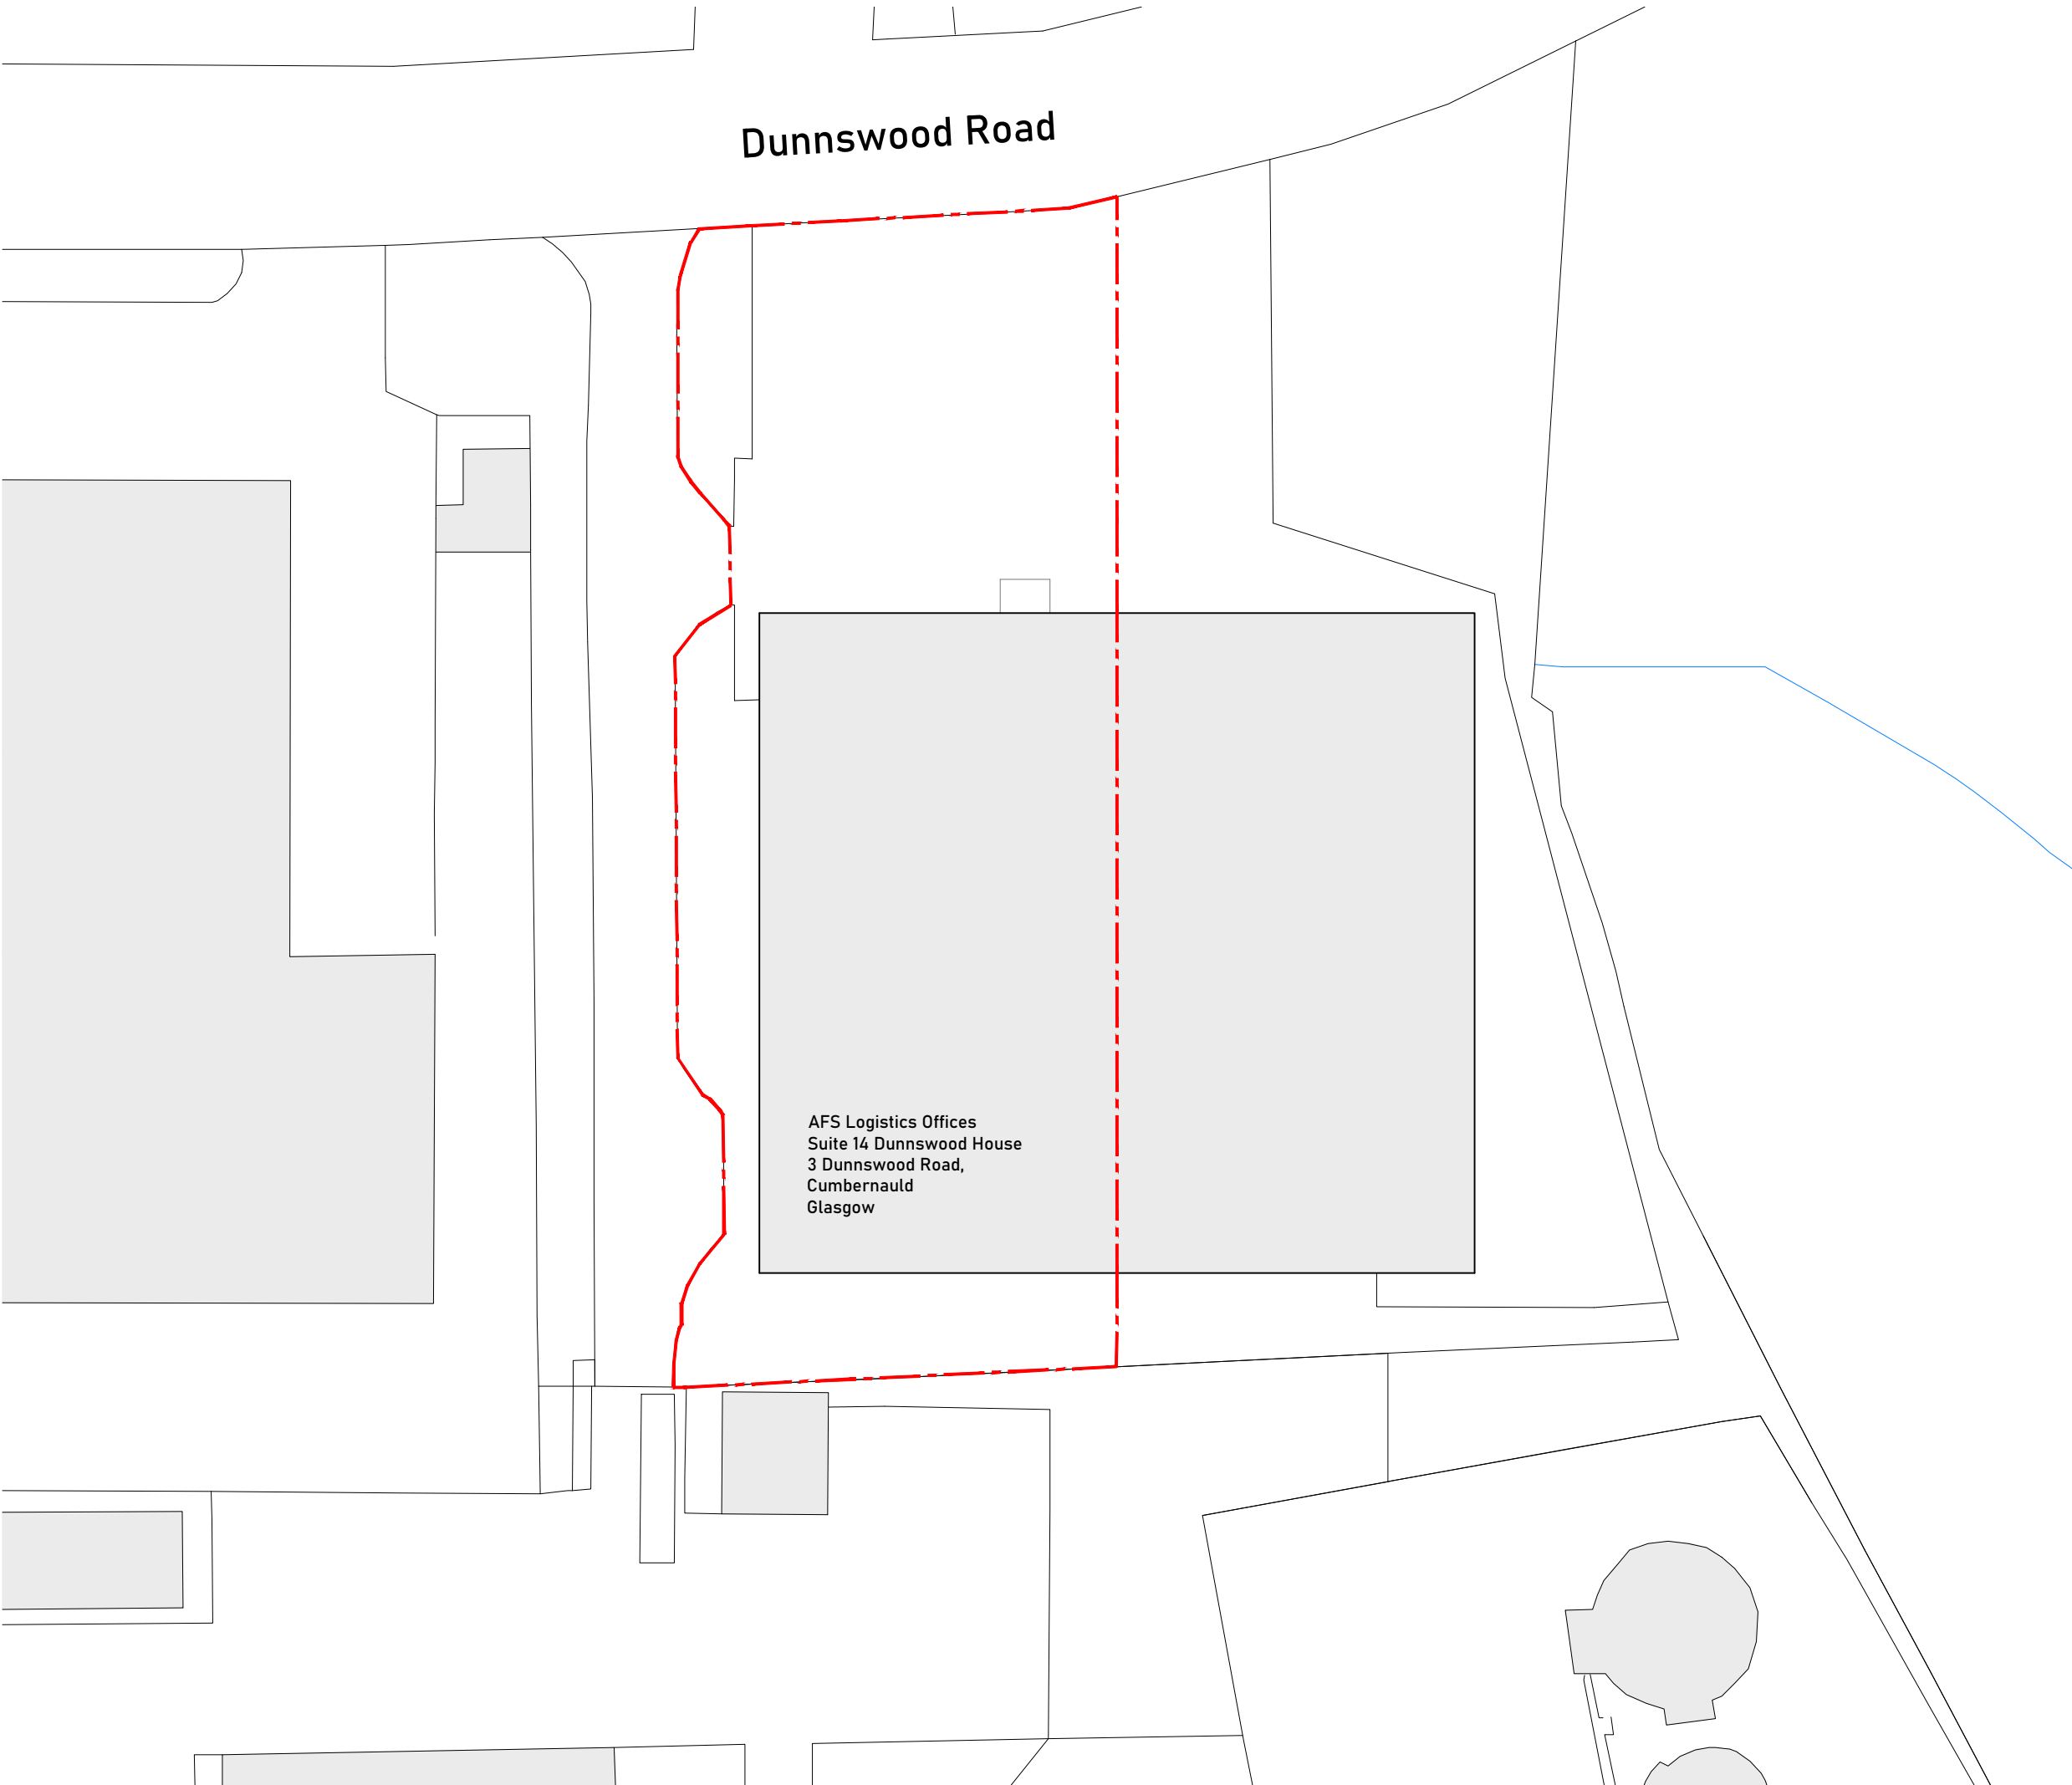 Dunnswood Road
AFS Logistics Offices
Suite 14 Dunnswood House
3 Dunnswood Road,
Cumbernauld
Glasgow